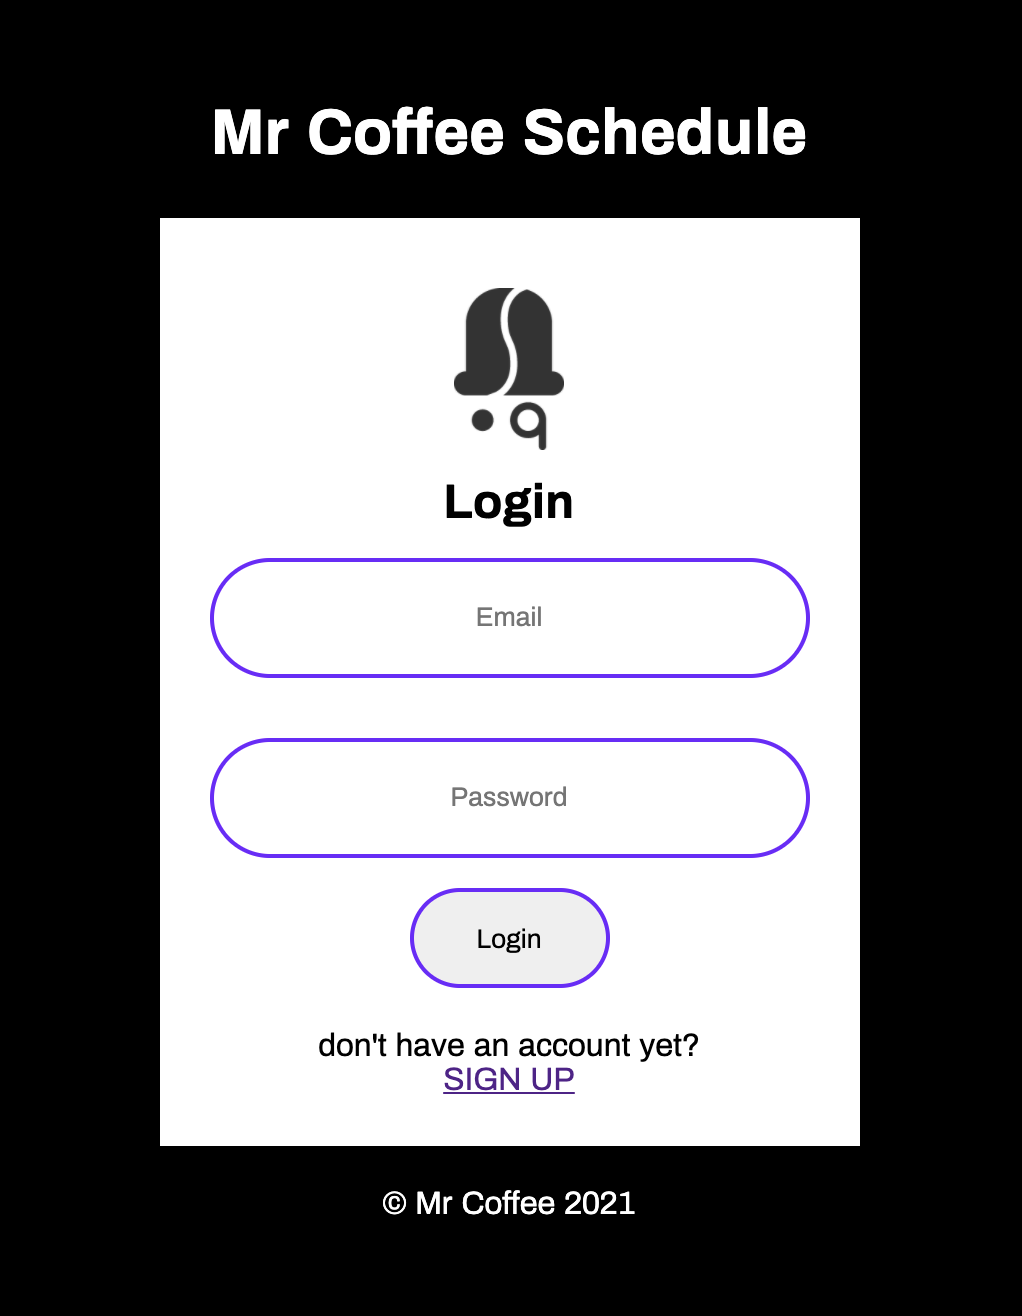 Mr Coffee Schedule
Login
Email
Password
Login
don't have an account yet?
SIGN UP
© Mr Coffee 2021